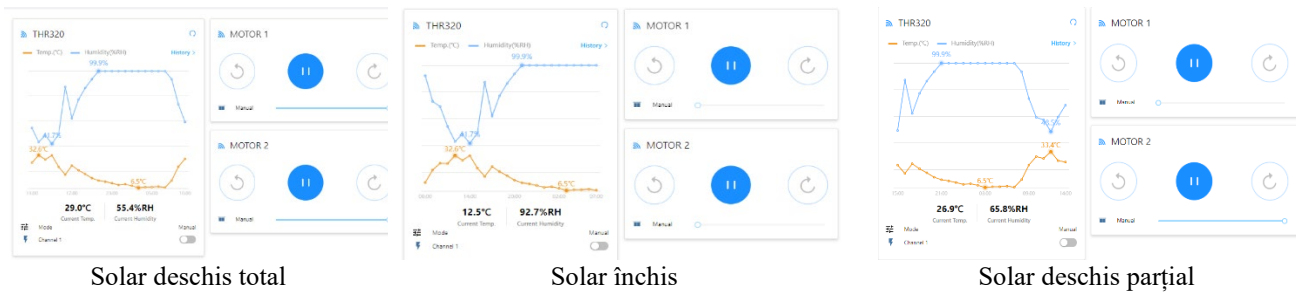 THR320
Temp.(°C) Humidity(%RH) History >
99.9%
41.7%
32.6°C
6.5°C
29.0°C 55.4%RH
Current Temp. Current Humidity
Mode Manual
Channel 1
MOTOR 1
Manual
MOTOR 2
Manual
Solar deschis total
THR320
Temp.(°C) Humidity(%RH) History >
99.9%
41.7%
32.6°C
6.5°C
12.5°C 92.7%RH
Current Temp. Current Humidity
Mode Manual
Channel 1
MOTOR 1
Manual
MOTOR 2
Manual
Solar închis
THR320
Temp.(°C) Humidity(%RH) History >
99.9%
6.5°C
26.9°C 65.8%RH
Current Temp. Current Humidity
Mode Manual
Channel 1
MOTOR 1
Manual
MOTOR 2
Manual
Solar deschis parțial